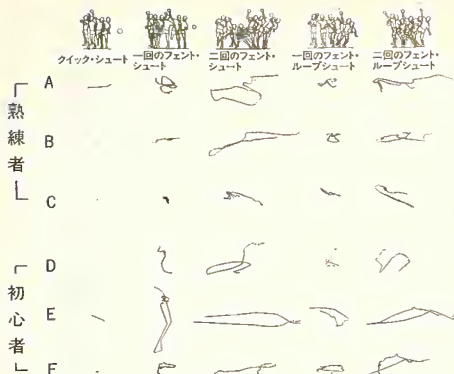 クイック・シュート
一回のフェント・
シュート
二回のフェント・
シュート
一回のフェント・
ループシュート
二回のフェント・
ループシュート
熟練者
A
B
C
初心者
D
E
F